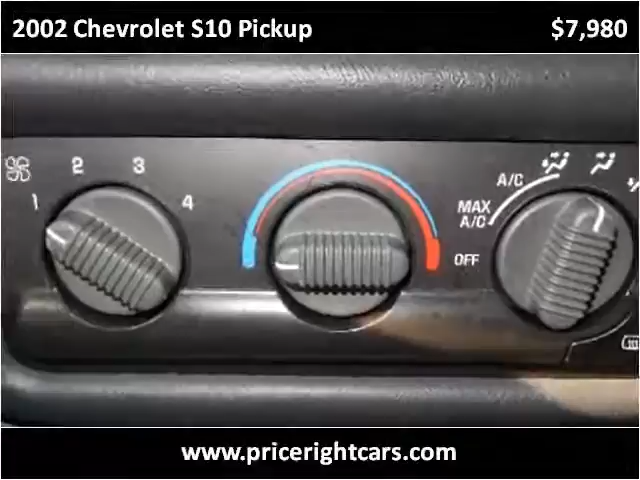 2002 Chevrolet S10 Pickup $7,980
1 2 3 4
A/C
MAX
A/C
OFF
www.pricerightcars.com